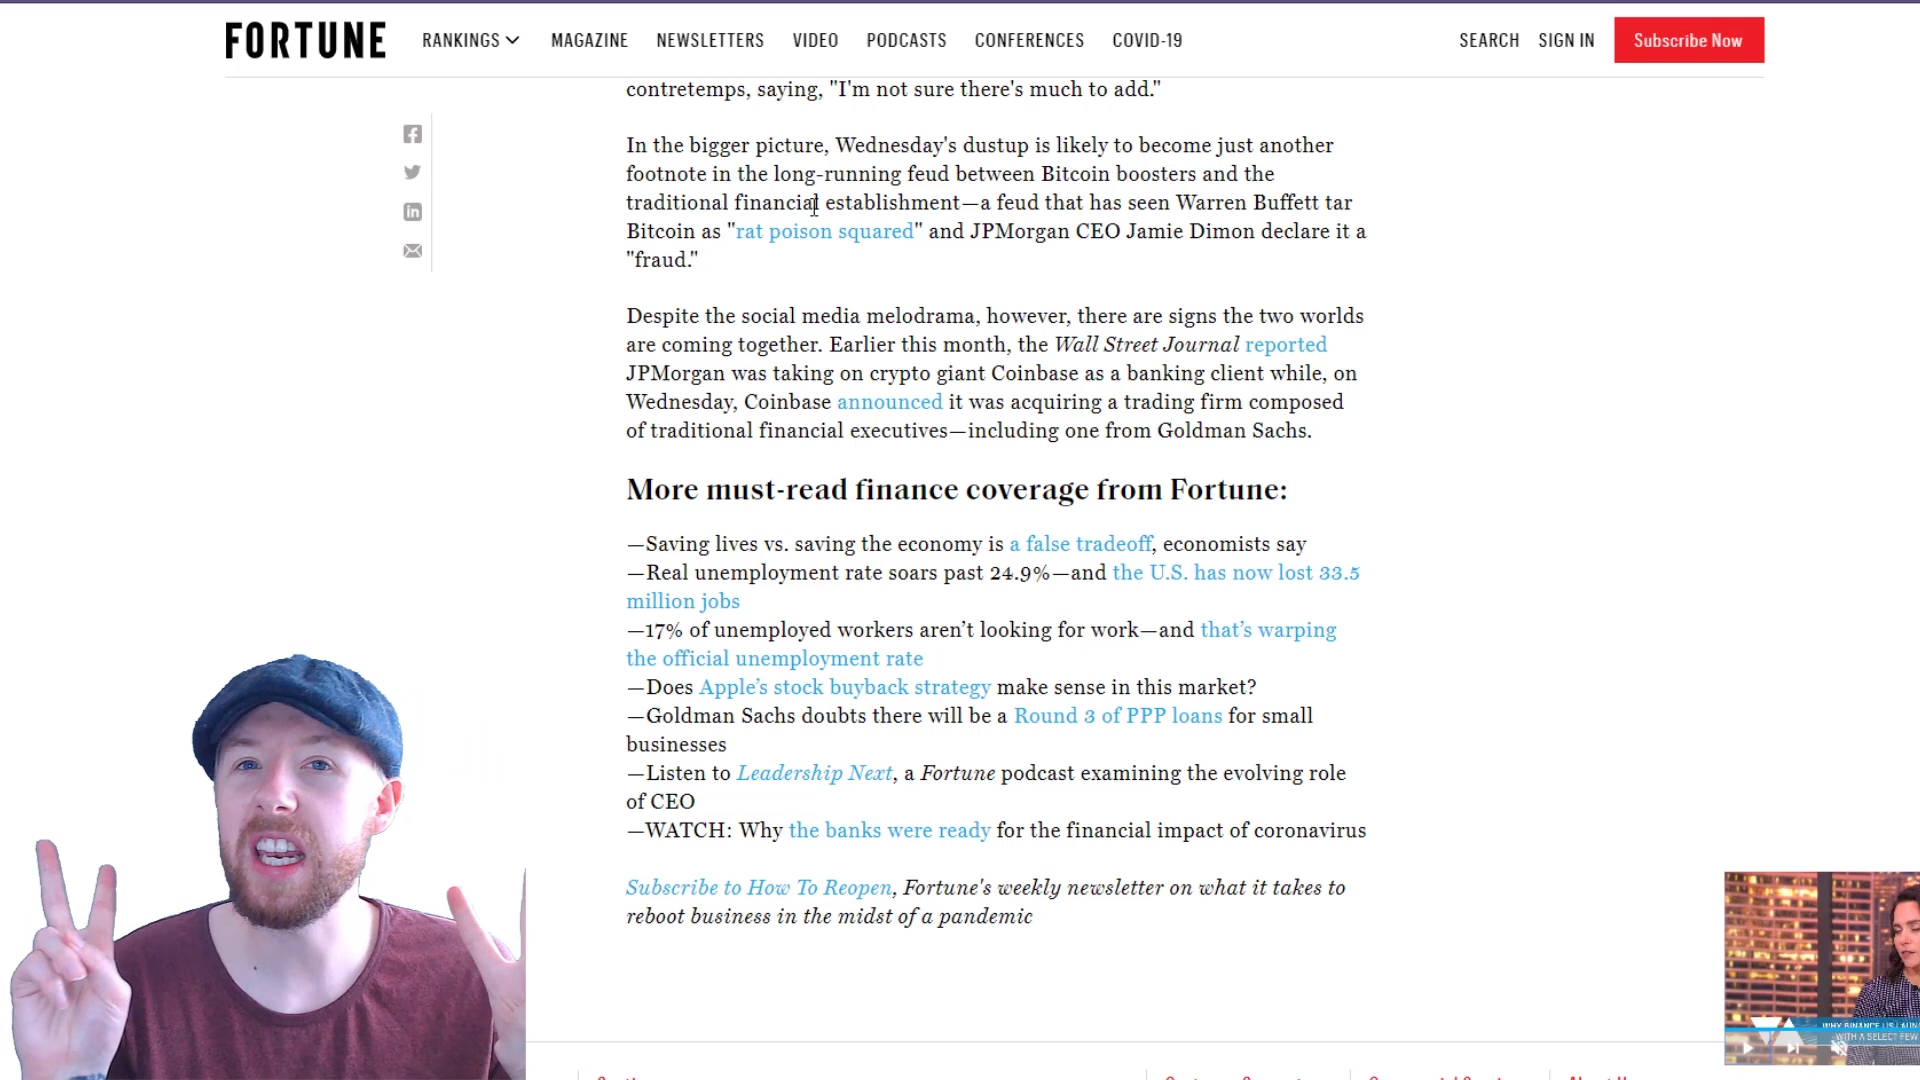 FORTUNE
RANKINGS MAGAZINE NEWSLETTERS VIDEO PODCASTS CONFERENCES COVID-19 SEARCH SIGN IN Subscribe Now
contretemps, saying, "I'm not sure there's much to add."
In the bigger picture, Wednesday's dustup is likely to become just another
footnote in the long-running feud between Bitcoin boosters and the
traditional financial establishment—a feud that has seen Warren Buffett tar
Bitcoin as "rat poison squared" and JPMorgan CEO Jamie Dimon declare it a
"fraud."
Despite the social media melodrama, however, there are signs the two worlds
are coming together. Earlier this month, the Wall Street Journal reported
JPMorgan was taking on crypto giant Coinbase as a banking client while, on
Wednesday, Coinbase announced it was acquiring a trading firm composed
of traditional financial executives—including one from Goldman Sachs.
More must-read finance coverage from Fortune:
—Saving lives vs. saving the economy is a false tradeoff, economists say
—Real unemployment rate soars past 24.9%—and the U.S. has now lost 33.5
million jobs
—17% of unemployed workers aren't looking for work—and that's warping
the official unemployment rate
—Does Apple's stock buyback strategy make sense in this market?
—Goldman Sachs doubts there will be a Round 3 of PPP loans for small
businesses
—Listen to Leadership Next, a Fortune podcast examining the evolving role
of CEO
—WATCH: Why the banks were ready for the financial impact of coronavirus
Subscribe to How To Reopen, Fortune's weekly newsletter on what it takes to
reboot business in the midst of a pandemic
WHY BINANCE US
WITH A SELECT FEW